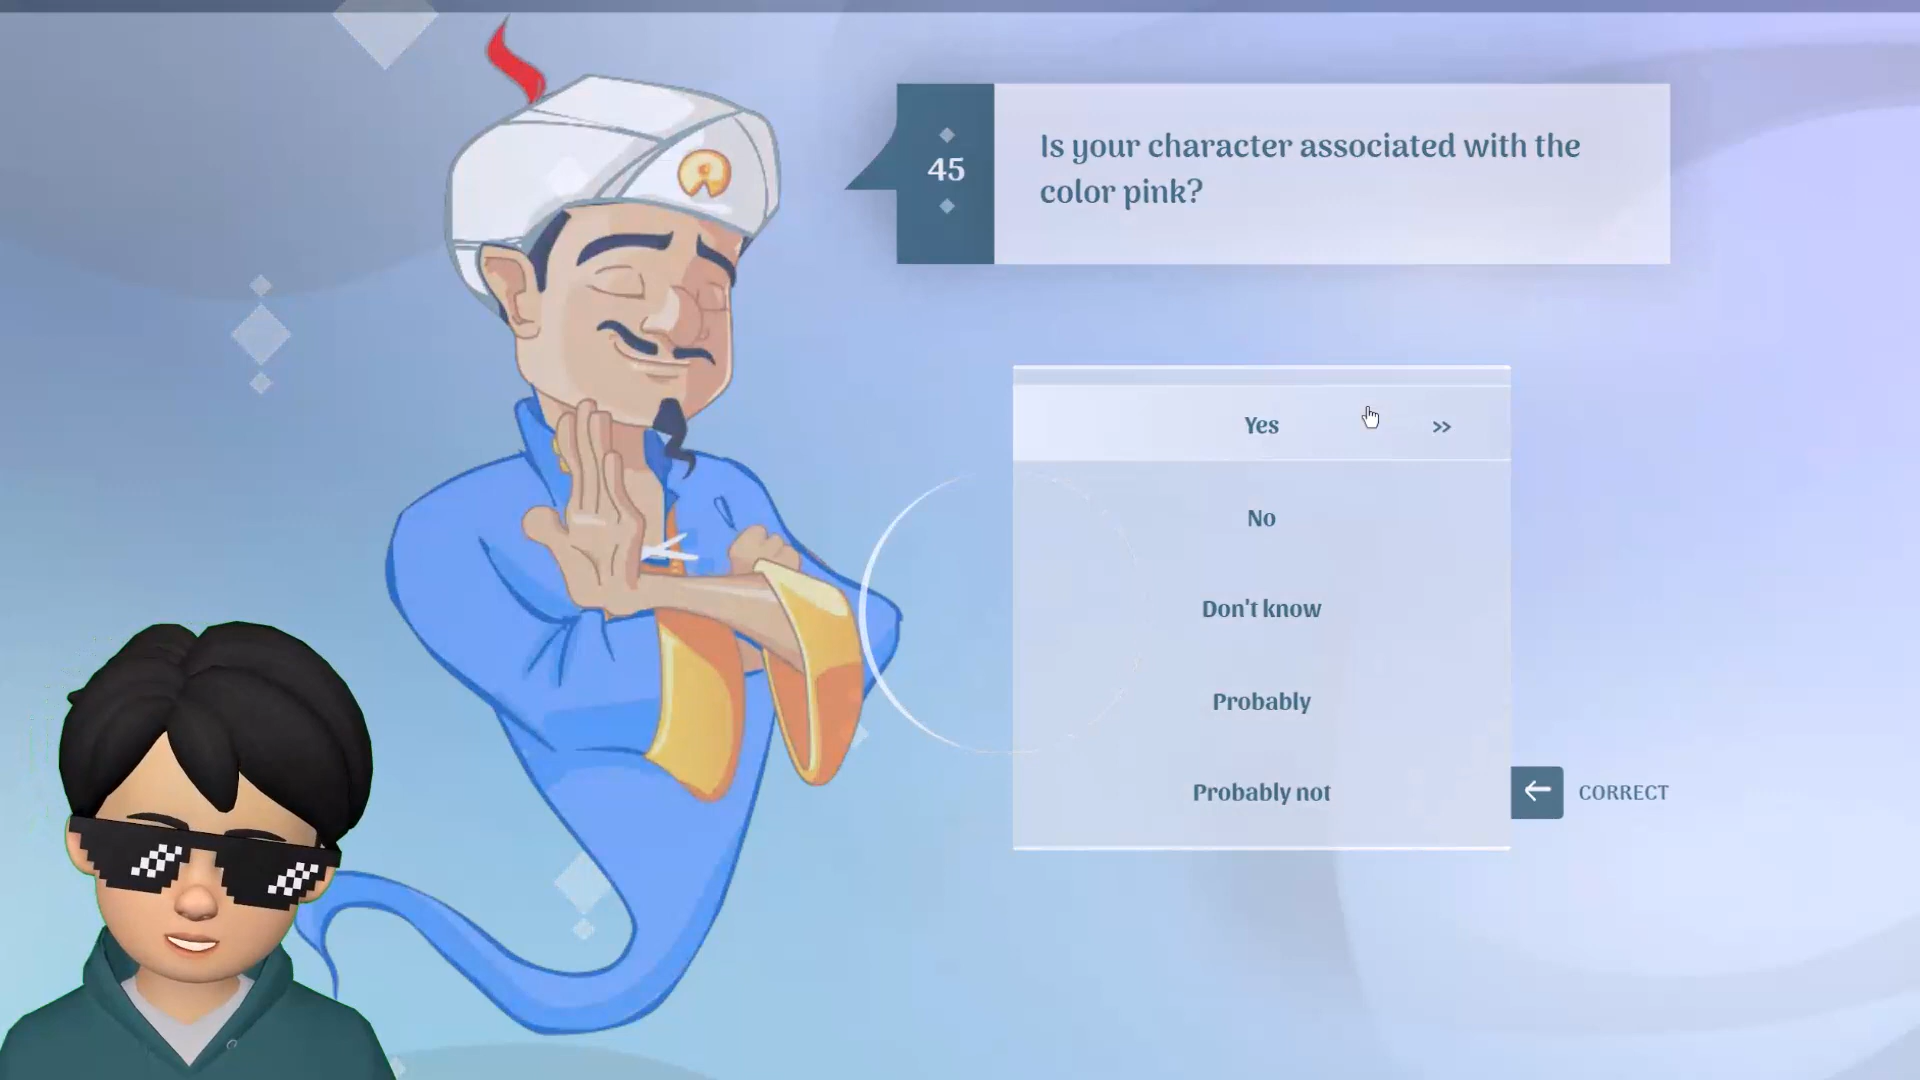 45
Is your character associated with the
color pink?
Yes
No
Don't know
Probably
Probably not
CORRECT